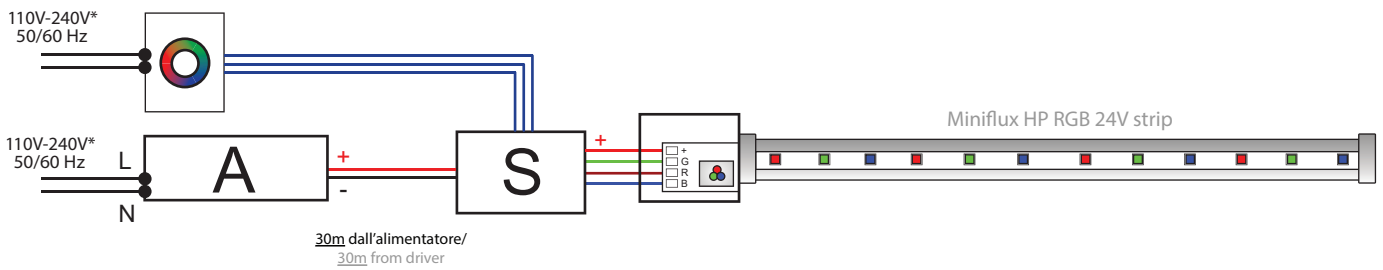 110V-240V*
50/60 Hz
Miniflux HP RGB 24V strip
110V-240V*
50/60 Hz
L
N
A
+
-
S
+
+
G
R
B
30m dall'alimentatore/
30m from driver